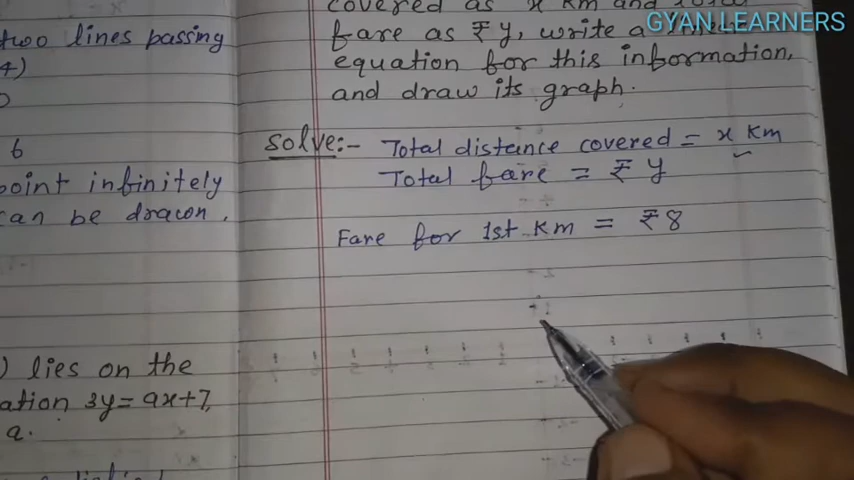 GYAN LEARNERS
covered as x km and
fare as ₹ y, write a
equation for this information,
and draw its graph.
two lines passing
4)
6
point infinitely
can be drawn.
solve:- Total distance covered = x km
Total fare = ₹ y
Fare for 1st km = ₹8
) lies on the
ation 3y = ax+7,
a.